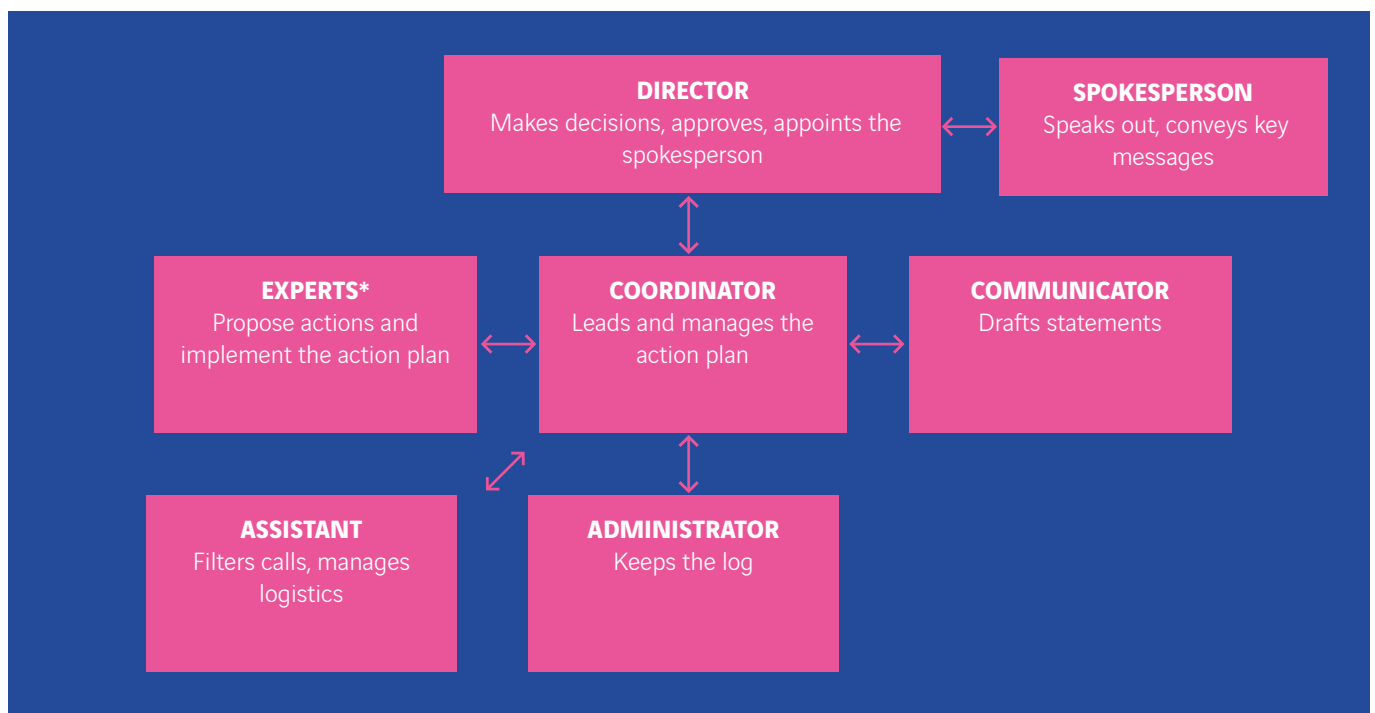 DIRECTOR
Makes decisions, approves, appoints the
spokesperson
SPOKESPERSON
Speaks out, conveys key
messages
EXPERTS*
Propose actions and
implement the action plan
COORDINATOR
Leads and manages the
action plan
COMMUNICATOR
Drafts statements
ASSISTANT
Filters calls, manages
logistics
ADMINISTRATOR
Keeps the log